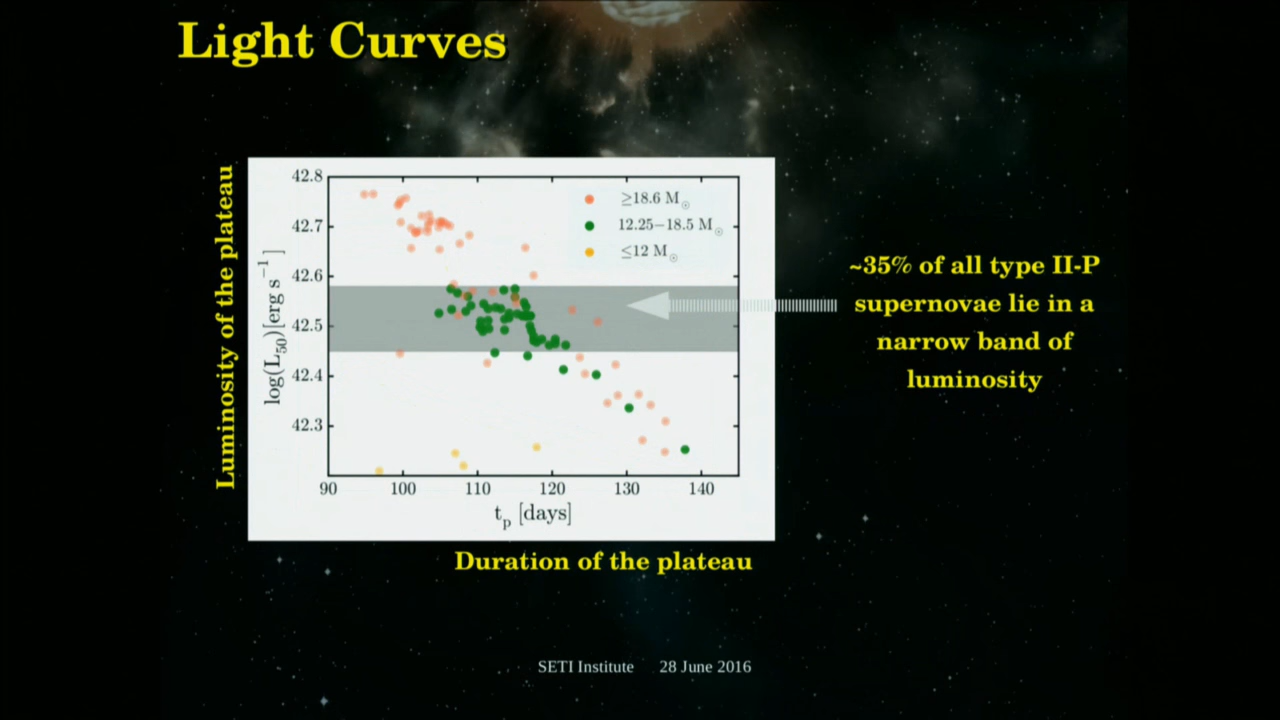 Light Curves
Luminosity of the plateau
log(L₅₀)[erg s⁻¹]
42.8
42.7
42.6
42.5
42.4
42.3
≥18.6 M⊙
12.25−18.5 M⊙
≤12 M⊙
90 100 110 120 130 140
tₚ [days]
Duration of the plateau
~35% of all type II-P
supernovae lie in a
narrow band of
luminosity
SETI Institute 28 June 2016